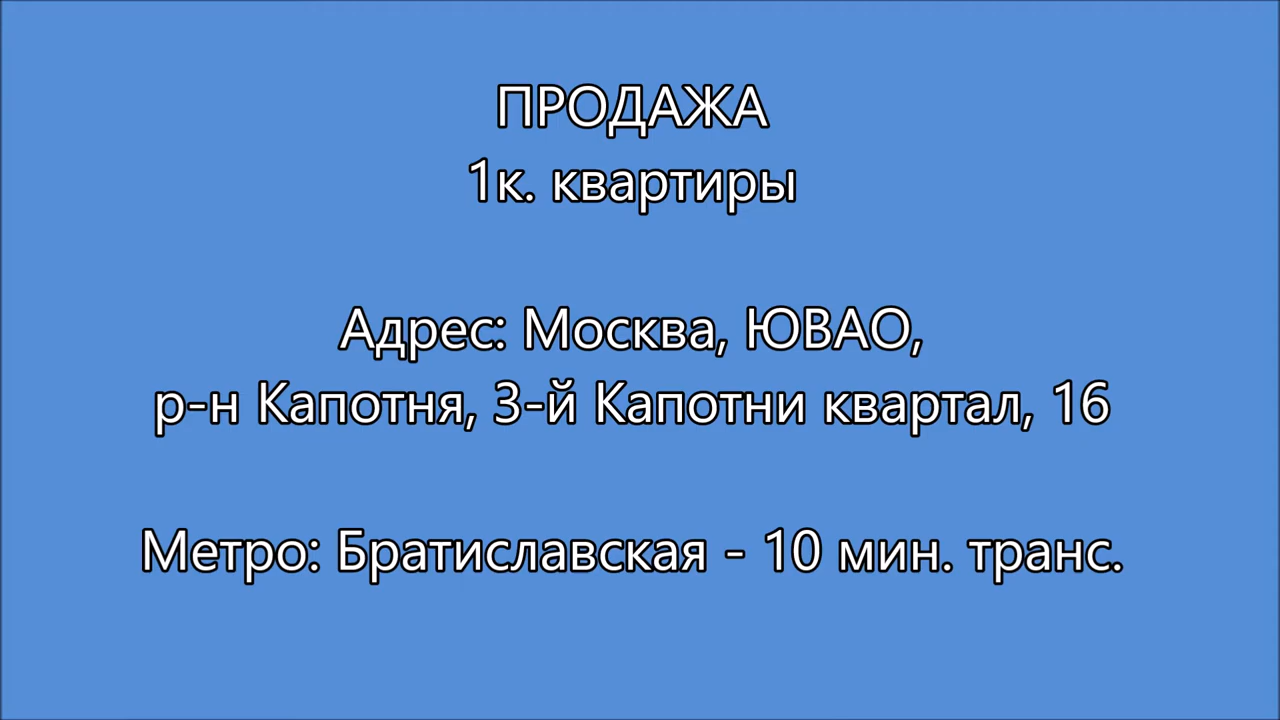 ПРОДАЖА
1к. квартиры
Адрес: Москва, ЮВАО,
р-н Капотня, 3-й Капотни квартал, 16
Метро: Братиславская - 10 мин. транс.